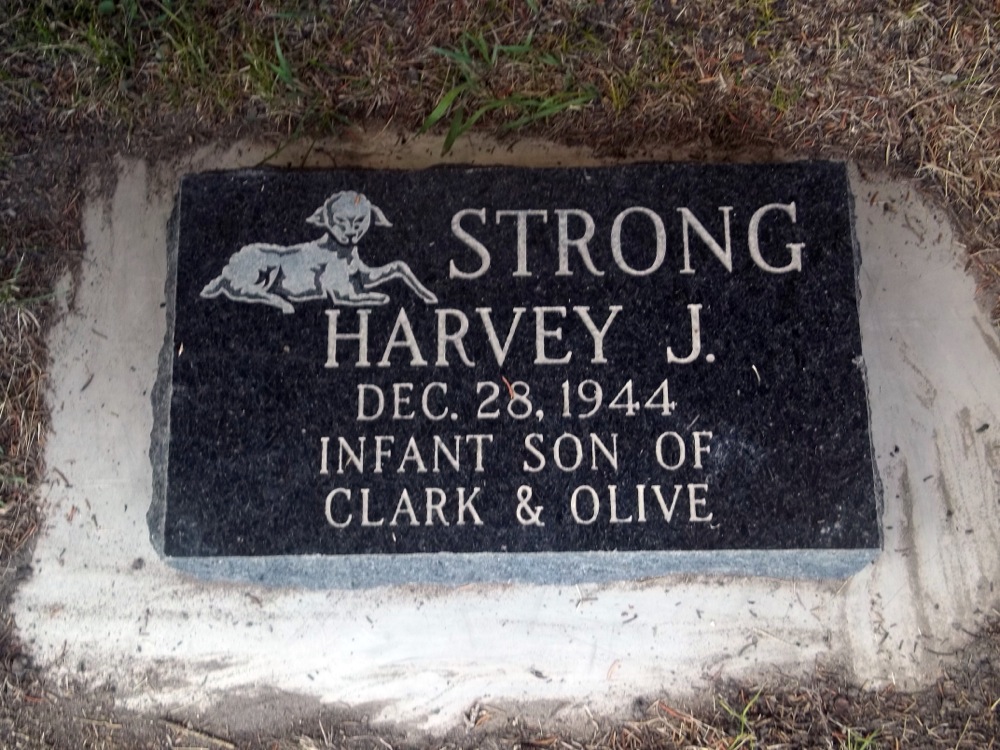 STRONG
HARVEY J.
DEC. 28, 1944
INFANT SON OF
CLARK & OLIVE